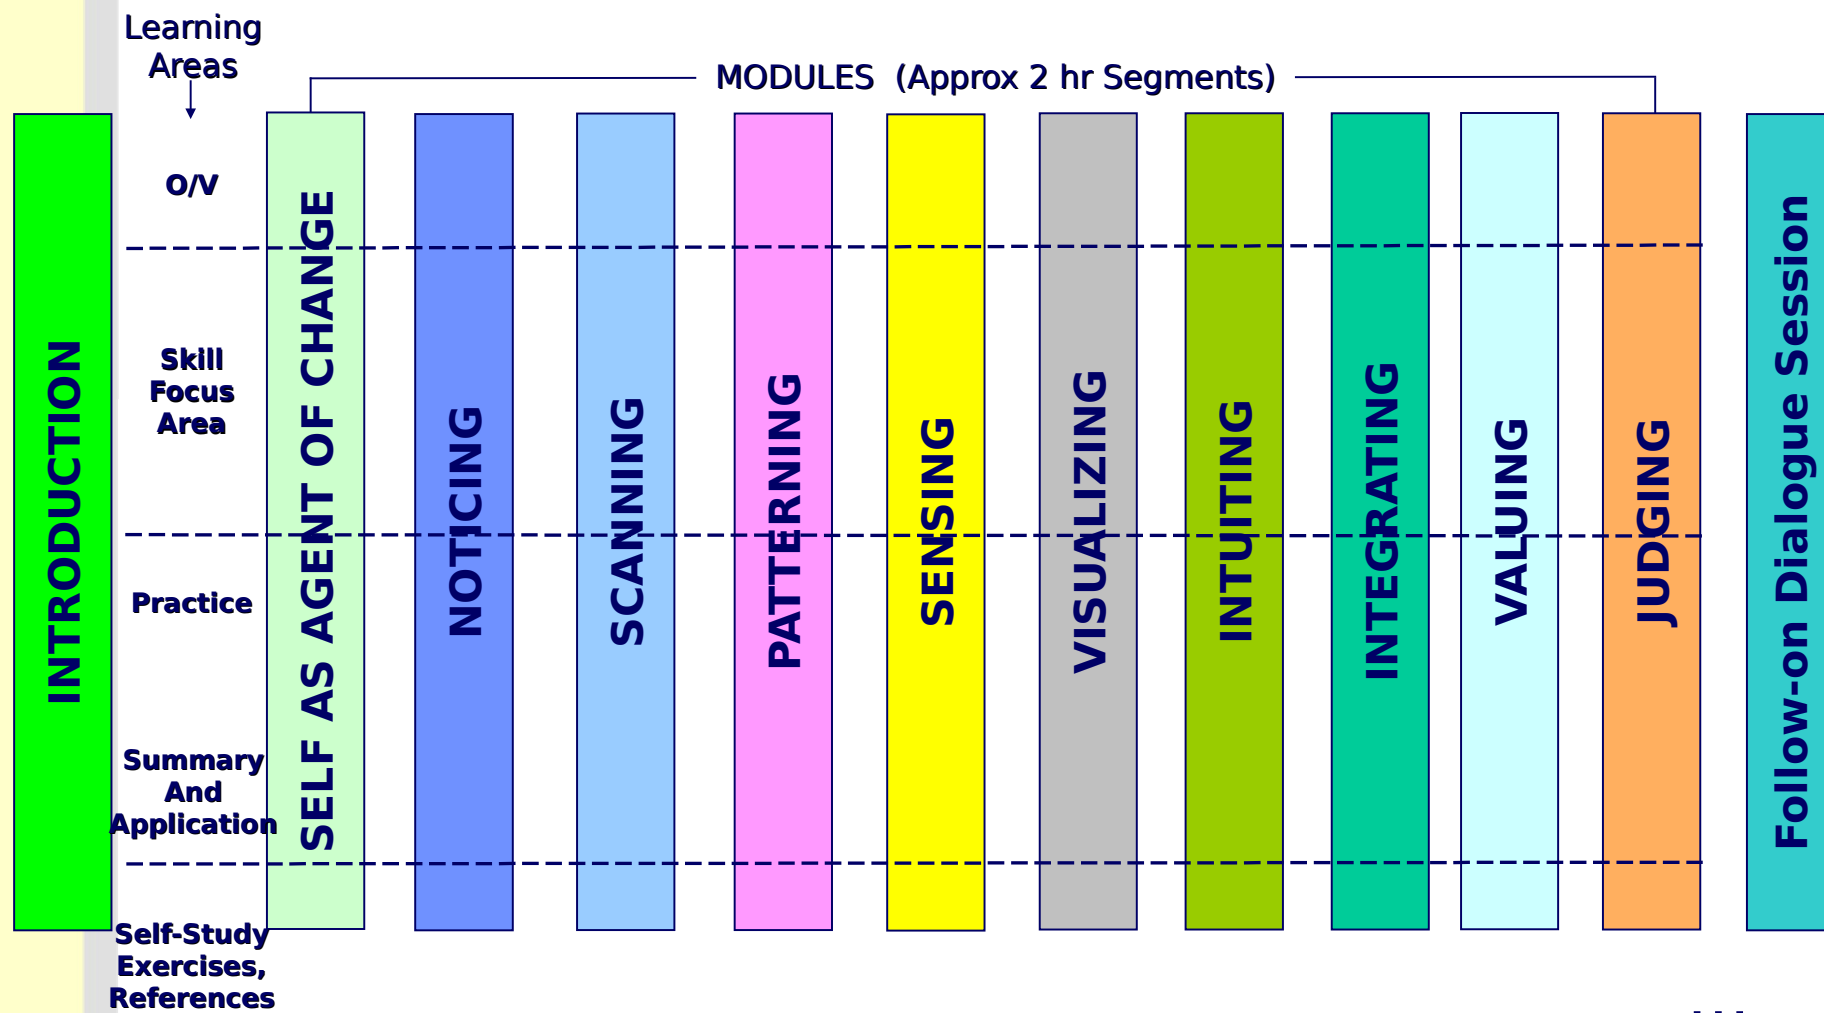 Learning
Areas
MODULES  (Approx 2 hr Segments)
INTRODUCTION
O/V
Skill
Focus
Area
Practice
Summary
And
Application
Self-Study
Exercises,
References
SELF AS AGENT OF CHANGE
NOTICING
SCANNING
PATTERNING
SENSING
VISUALIZING
INTUITING
INTEGRATING
VALUING
JUDGING
Follow-on Dialogue Session